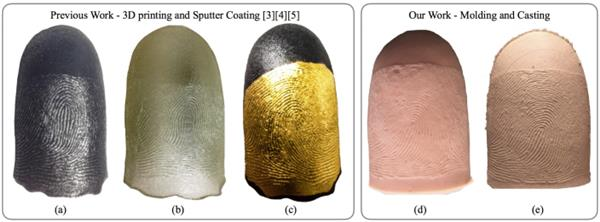 Previous Work - 3D printing and Sputter Coating [3][4][5]
Our Work - Molding and Casting
(a)
(b)
(c)
(d)
(e)